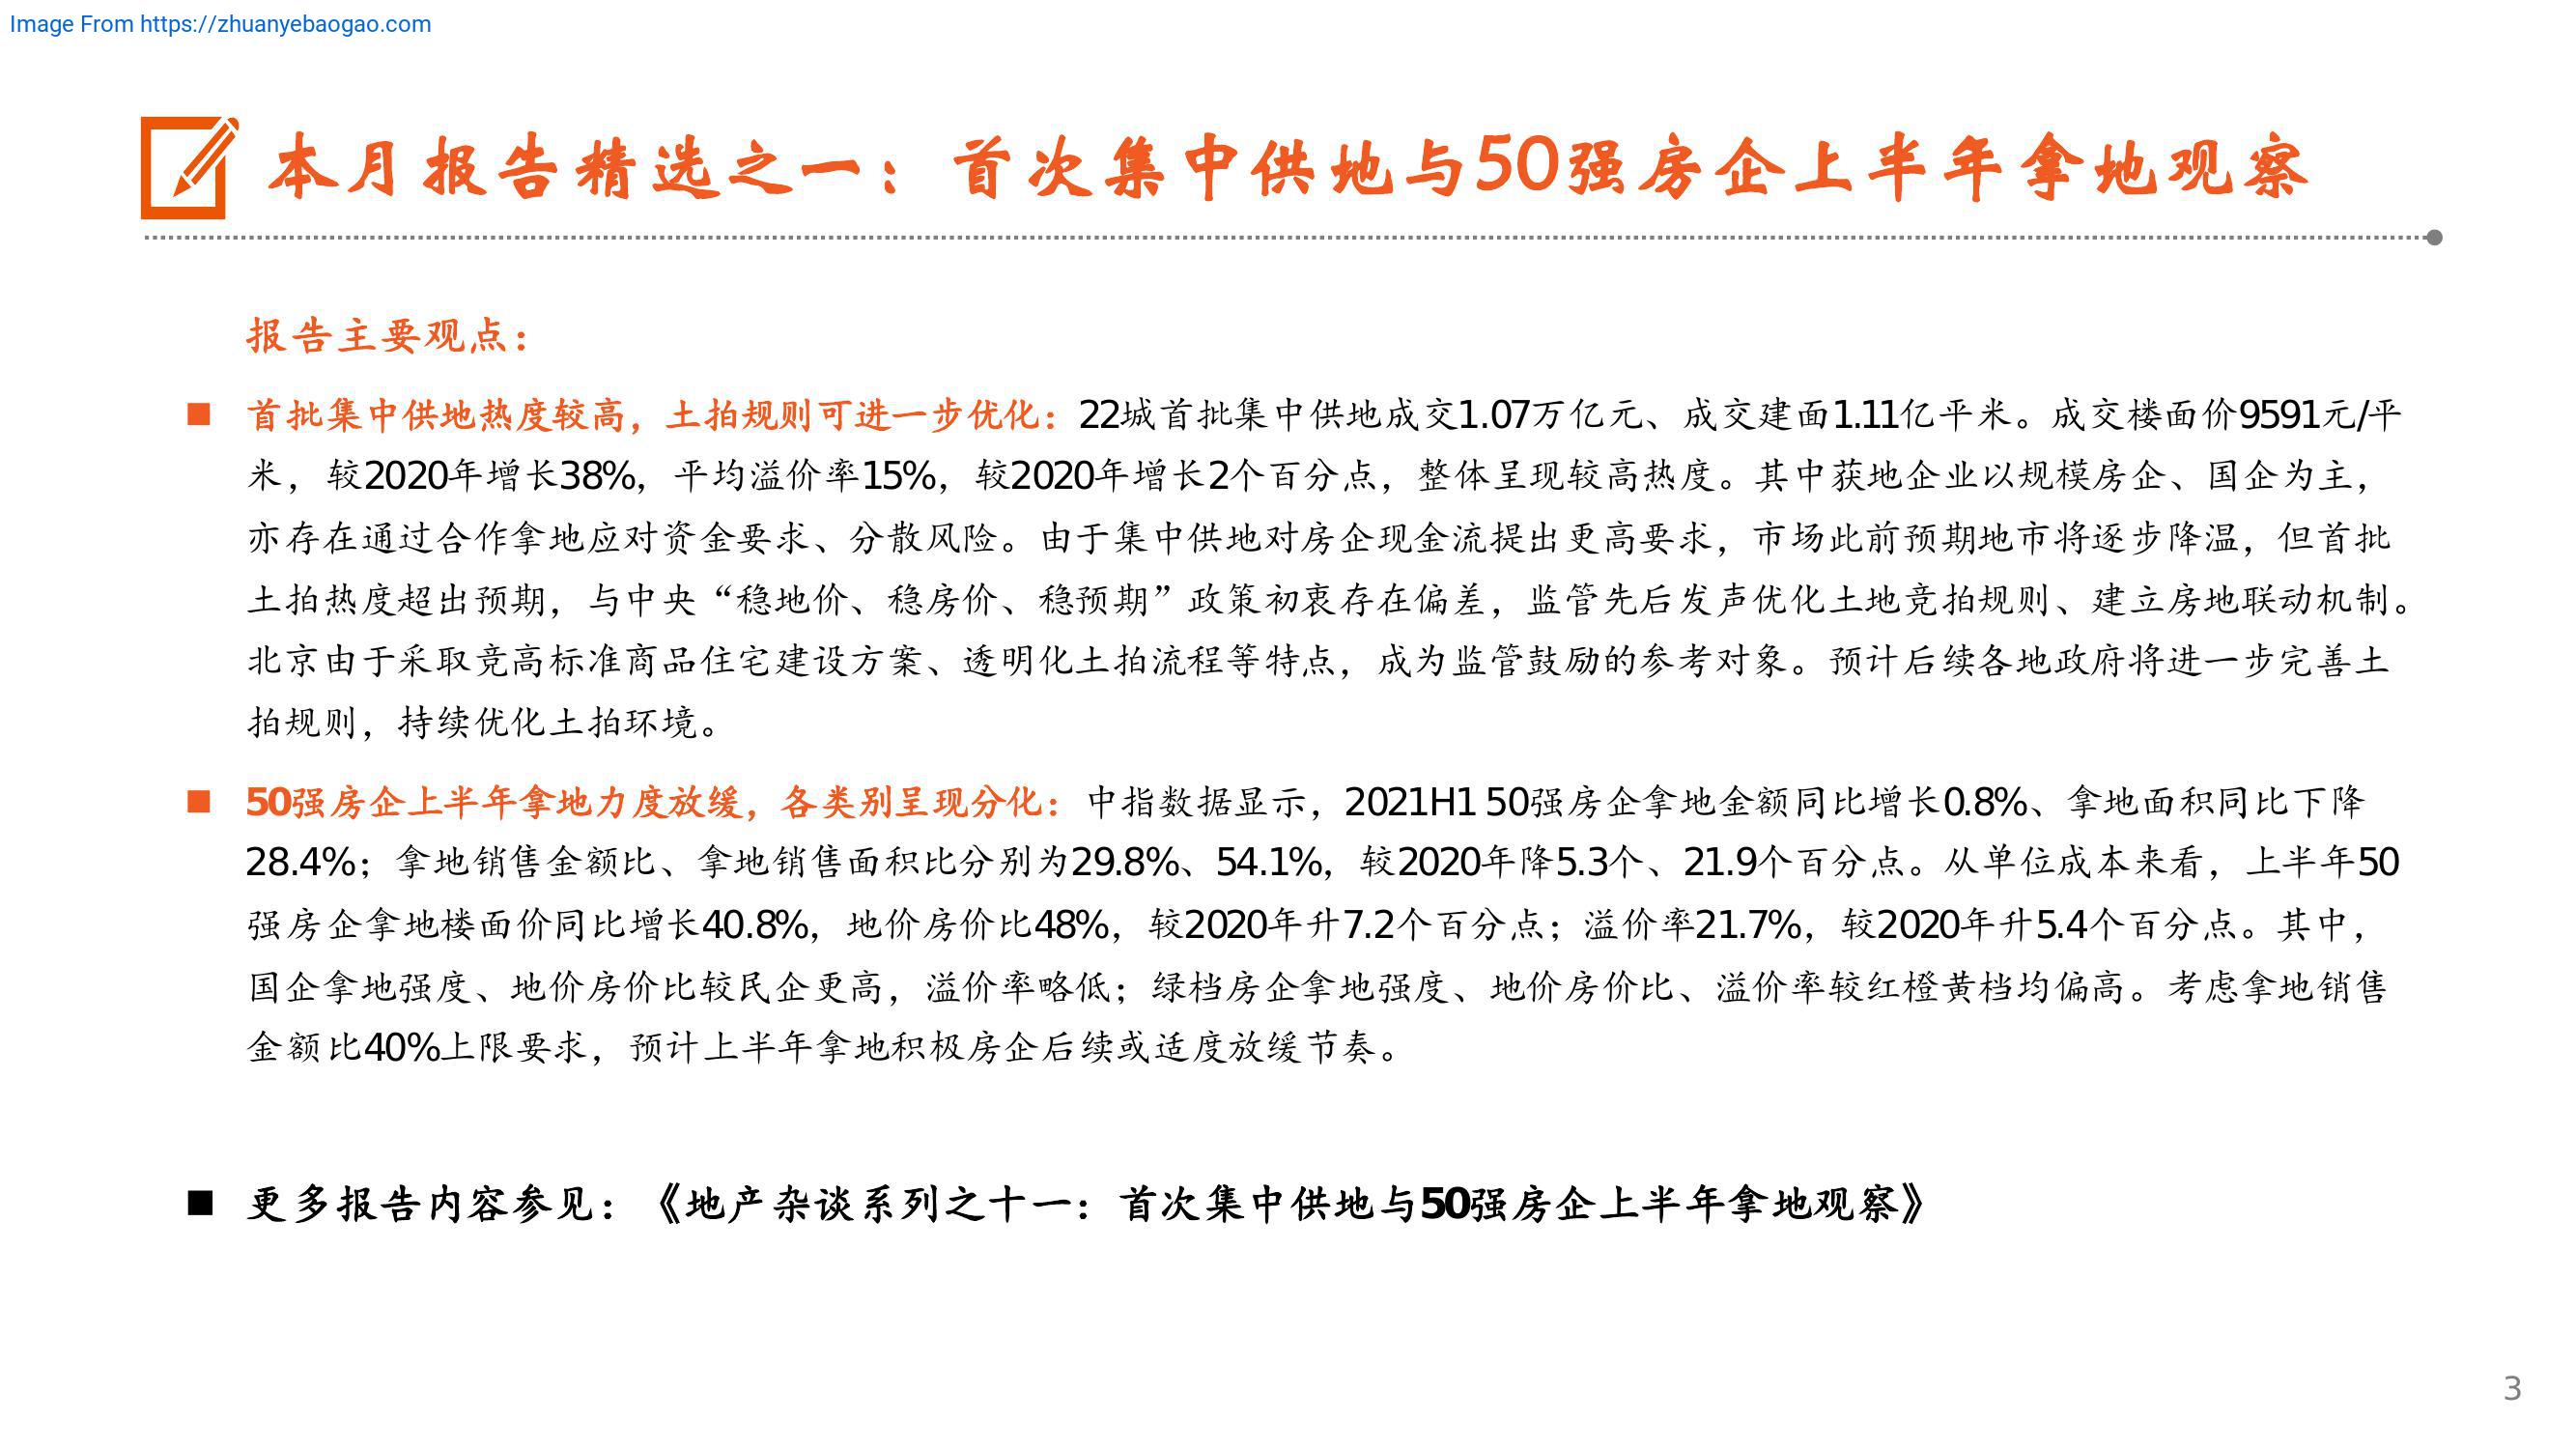 Image From https://zhuanyebaogao.com
本月报告精选之一：首次集中供地与50强房企上半年拿地观察
报告主要观点：
■ 首批集中供地热度较高，土拍规则可进一步优化：22城首批集中供地成交1.07万亿元、成交建面1.11亿平米。成交楼面价9591元/平
米，较2020年增长38%，平均溢价率15%，较2020年增长2个百分点，整体呈现较高热度。其中获地企业以规模房企、国企为主，
亦存在通过合作拿地应对资金要求、分散风险。由于集中供地对房企现金流提出更高要求，市场此前预期地市将逐步降温，但首批
土拍热度超出预期，与中央“稳地价、稳房价、稳预期”政策初衷存在偏差，监管先后发声优化土地竞拍规则、建立房地联动机制。
北京由于采取竞高标准商品住宅建设方案、透明化土拍流程等特点，成为监管鼓励的参考对象。预计后续各地政府将进一步完善土
拍规则，持续优化土拍环境。
■ 50强房企上半年拿地力度放缓，各类别呈现分化：中指数据显示，2021H1 50强房企拿地金额同比增长0.8%、拿地面积同比下降
28.4%；拿地销售金额比、拿地销售面积比分别为29.8%、54.1%，较2020年降5.3个、21.9个百分点。从单位成本来看，上半年50
强房企拿地楼面价同比增长40.8%，地价房价比48%，较2020年升7.2个百分点；溢价率21.7%，较2020年升5.4个百分点。其中，
国企拿地强度、地价房价比较民企更高，溢价率略低；绿档房企拿地强度、地价房价比、溢价率较红橙黄档均偏高。考虑拿地销售
金额比40%上限要求，预计上半年拿地积极房企后续或适度放缓节奏。
■ 更多报告内容参见：《地产杂谈系列之十一：首次集中供地与50强房企上半年拿地观察》
3